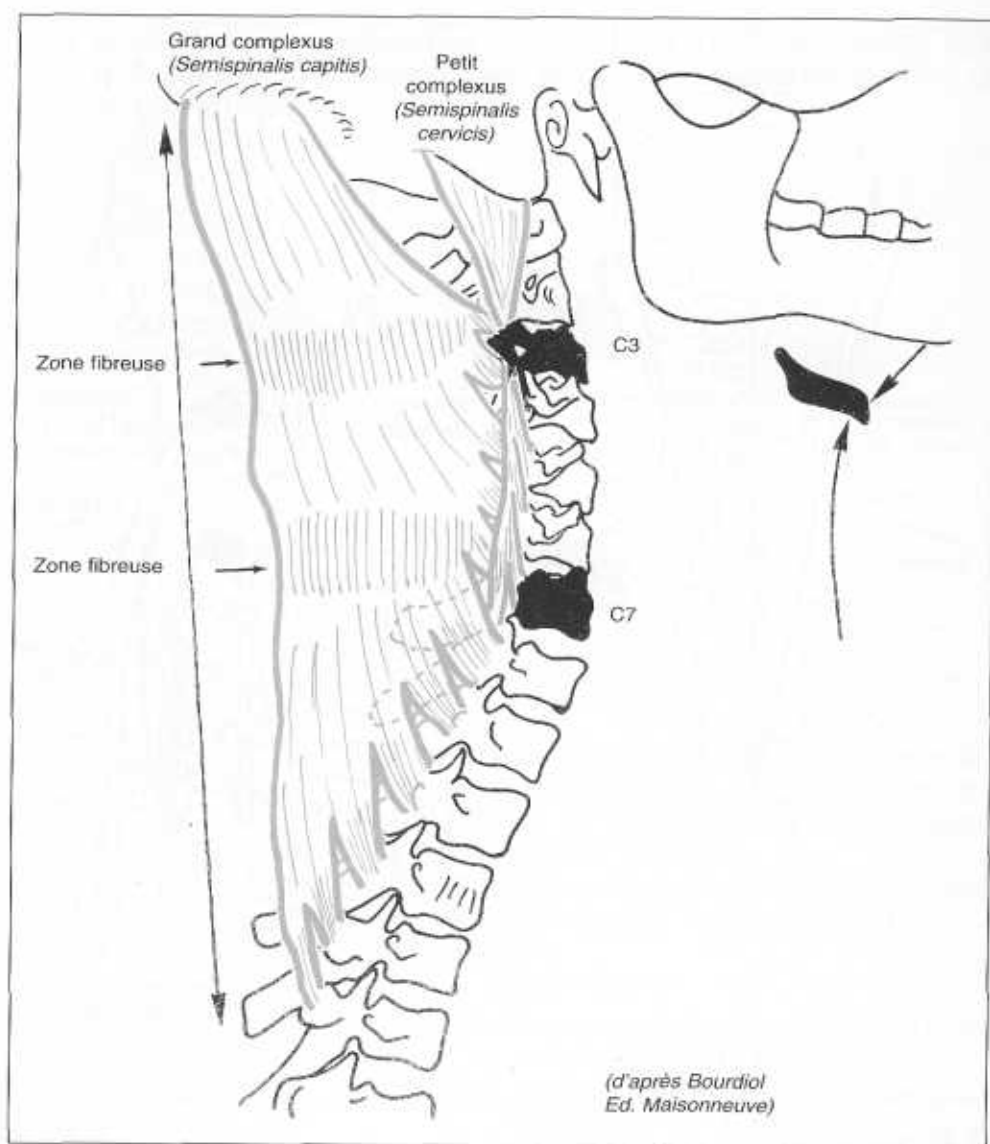 Grand complexus
(Semispinalis capitis)
Petit
complexus
(Semispinalis
cervicis)
C3
Zone fibreuse
Zone fibreuse
C7
(d'après Bourdiol
Ed. Maisonneuve)